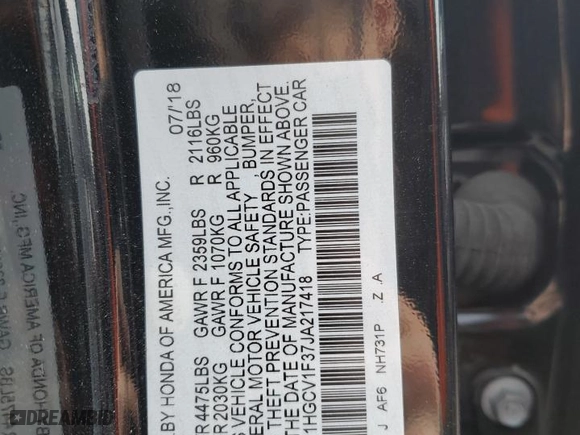 BY HONDA OF AMERICA MFG.,INC. 07/'18
4475LBS GAWR F 2359LBS R 2116LBS
2030KG GAWR F 1070KG R 960KG
VEHICLE CONFORMS TO ALL APPLICABLE
ERAL MOTOR VEHICLE SAFETY, BUMPER,
THEFT PREVENTION STANDARDS IN EFFECT
THE DATE OF MANUFACTURE SHOWN ABOVE.
1HGCV1F37JA217418 TYPE:PASSENGER CAR
J AF6 NH731P Z .A
DREAMBID